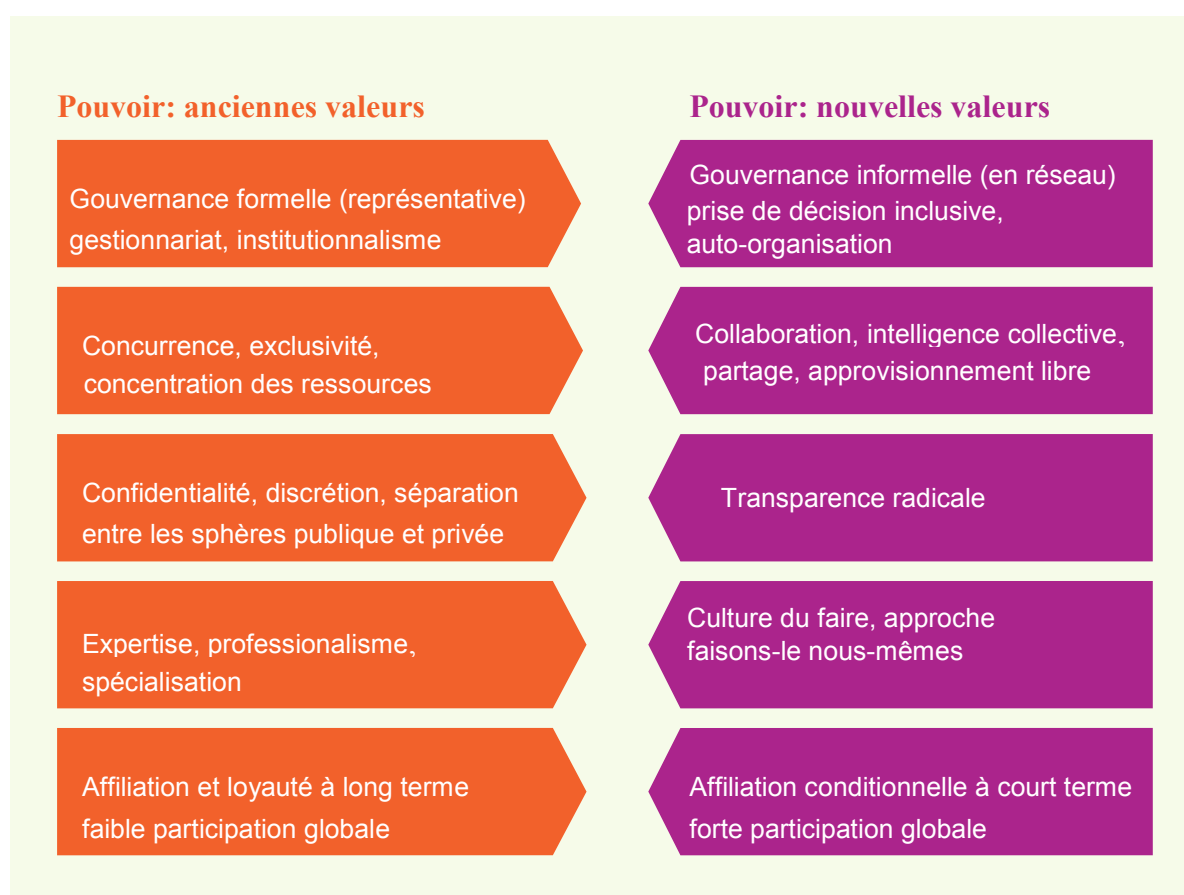 Pouvoir: anciennes valeurs
Gouvernance formelle (représentative)
gestionnariat, institutionnalisme
Concurrence, exclusivité,
concentration des ressources
Confidentialité, discrétion, séparation
entre les sphères publique et privée
Expertise, professionalisme,
spécialisation
Affiliation et loyauté à long terme
faible participation globale
Pouvoir: nouvelles valeurs
Gouvernance informelle (en réseau)
prise de décision inclusive,
auto-organisation
Collaboration, intelligence collective,
partage, approvisionnement libre
Transparence radicale
Culture du faire, approche
faisons-le nous-mêmes
Affiliation conditionnelle à court terme
forte participation globale